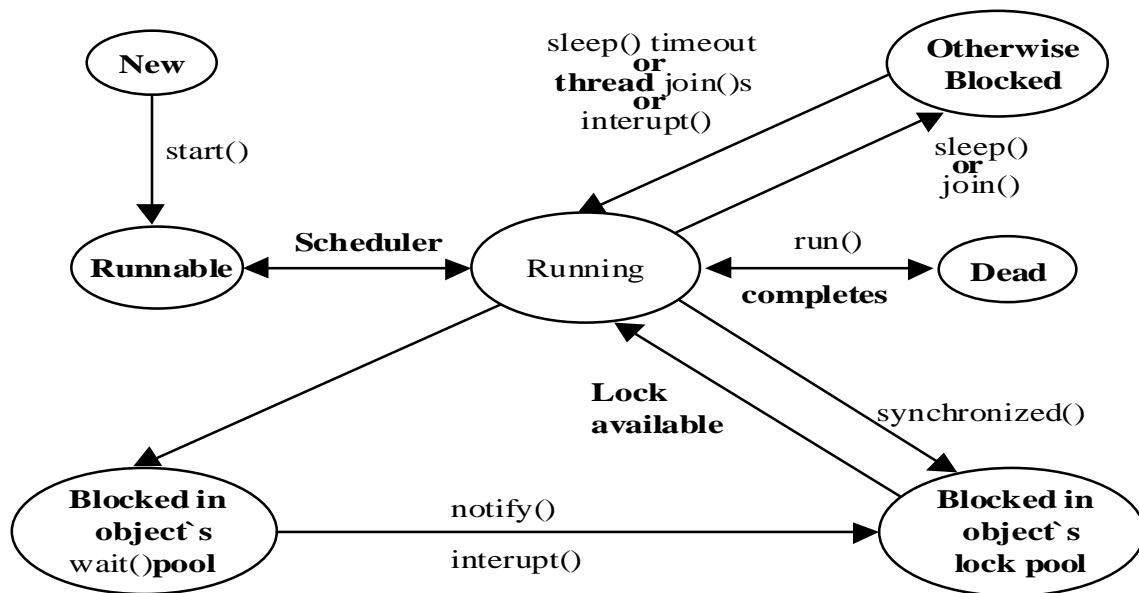 New
start()
sleep() timeout
or
thread join()s
or
interupt()
Otherwise
Blocked
sleep()
or
join()
Runnable
Scheduler
Running
run()
completes
Dead
Lock
available
synchronized()
Blocked in
object`s
wait()pool
notify()
interupt()
Blocked in
object`s
lock pool